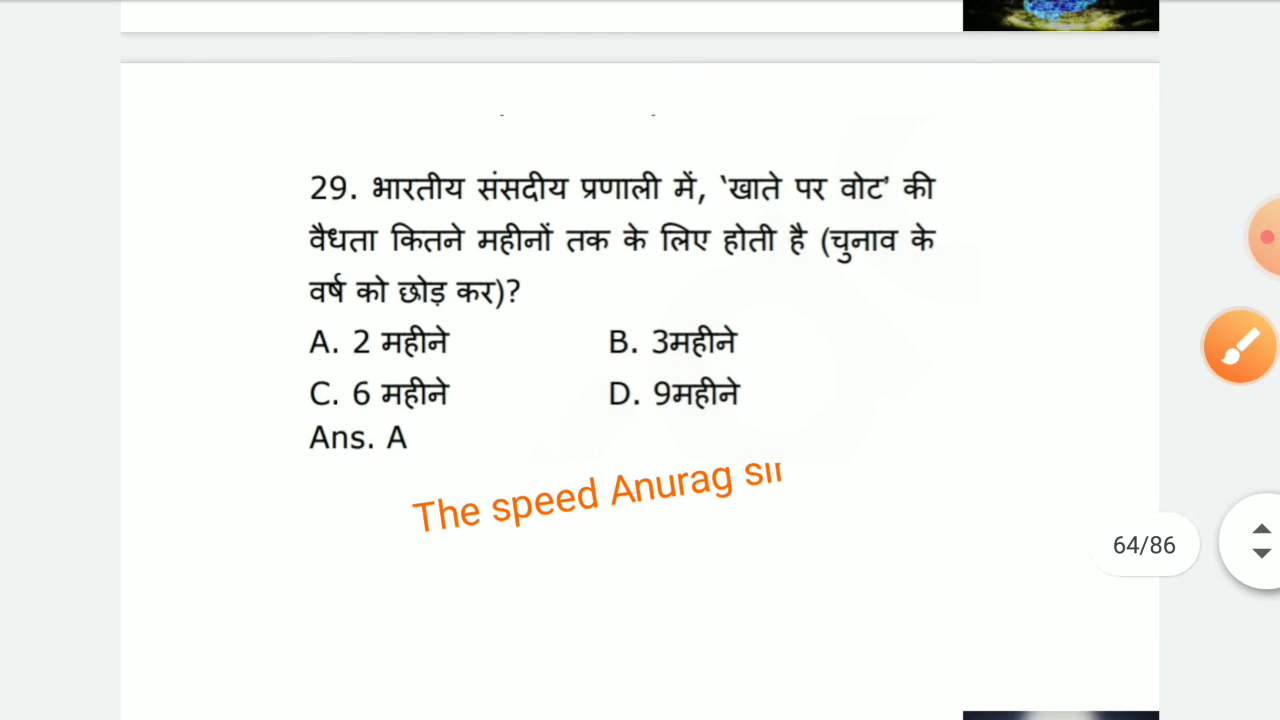 29. भारतीय संसदीय प्रणाली में, 'खाते पर वोट' की
वैधता कितने महीनों तक के लिए होती है (चुनाव के
वर्ष को छोड़ कर)?
A. 2 महीने B. 3महीने
C. 6 महीने D. 9महीने
Ans. A
The speed Anurag sir
64/86